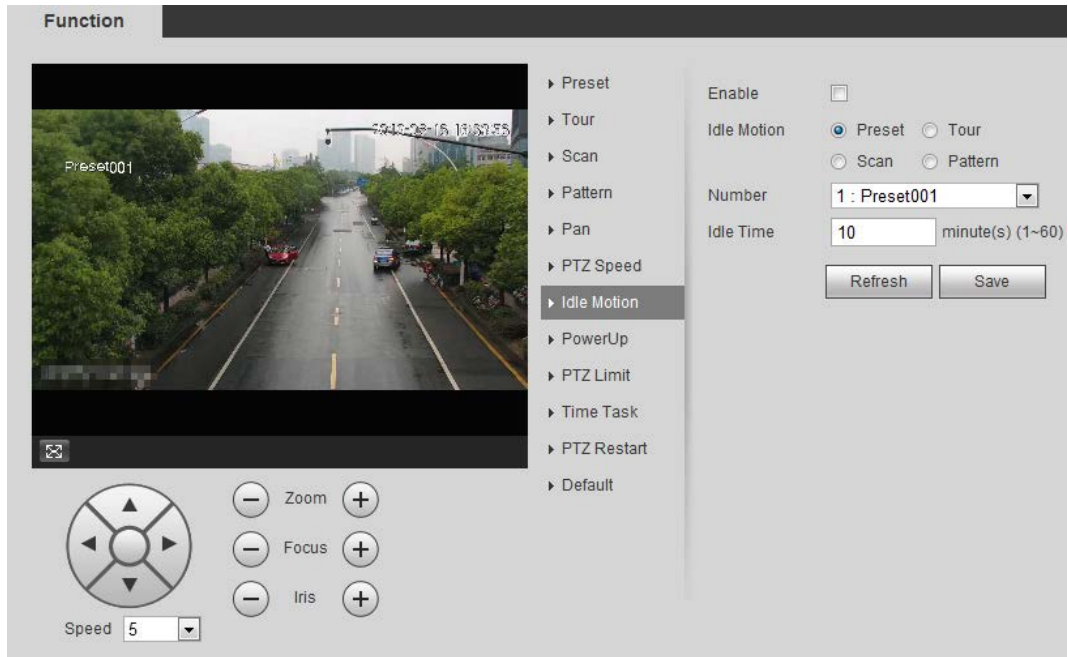 Function
Preset001
Preset
Tour
Scan
Pattern
Pan
PTZ Speed
Idle Motion
PowerUp
PTZ Limit
Time Task
PTZ Restart
Default
Enable
Idle Motion Preset Tour
Scan Pattern
Number 1 : Preset001
Idle Time 10 minute(s) (1~60)
Refresh Save
Zoom
Focus
Iris
Speed 5